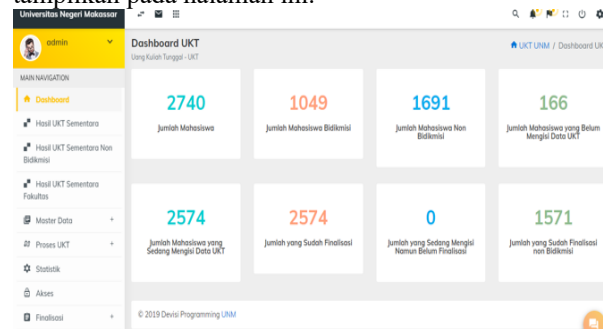 tampilkan pada halaman ini.
Universitas Negeri Makassar
admin
MAIN NAVIGATION
Dashboard
Hasil UKT Sementara
Hasil UKT Sementara Non
Bidikmisi
Hasil UKT Sementara
Fakultas
Master Data +
Proses UKT +
Statistik
Akses
Finalisasi +
Dashboard UKT
Uang Kuliah Tunggal - UKT
UKT UNM / Dashboard UK
2740
Jumlah Mahasiswa
1049
Jumlah Mahasiswa Bidikmisi
1691
Jumlah Mahasiswa Non
Bidikmisi
166
Jumlah Mahasiswa yang Belum
Mengisi Data UKT
2574
Jumlah Mahasiswa yang
Sedang Mengisi Data UKT
2574
Jumlah yang Sudah Finalisasi
0
Jumlah yang Sedang Mengisi
Namun Belum Finalisasi
1571
Jumlah yang Sudah Finalisasi
non Bidikmisi
© 2019 Devisi Programming UNM